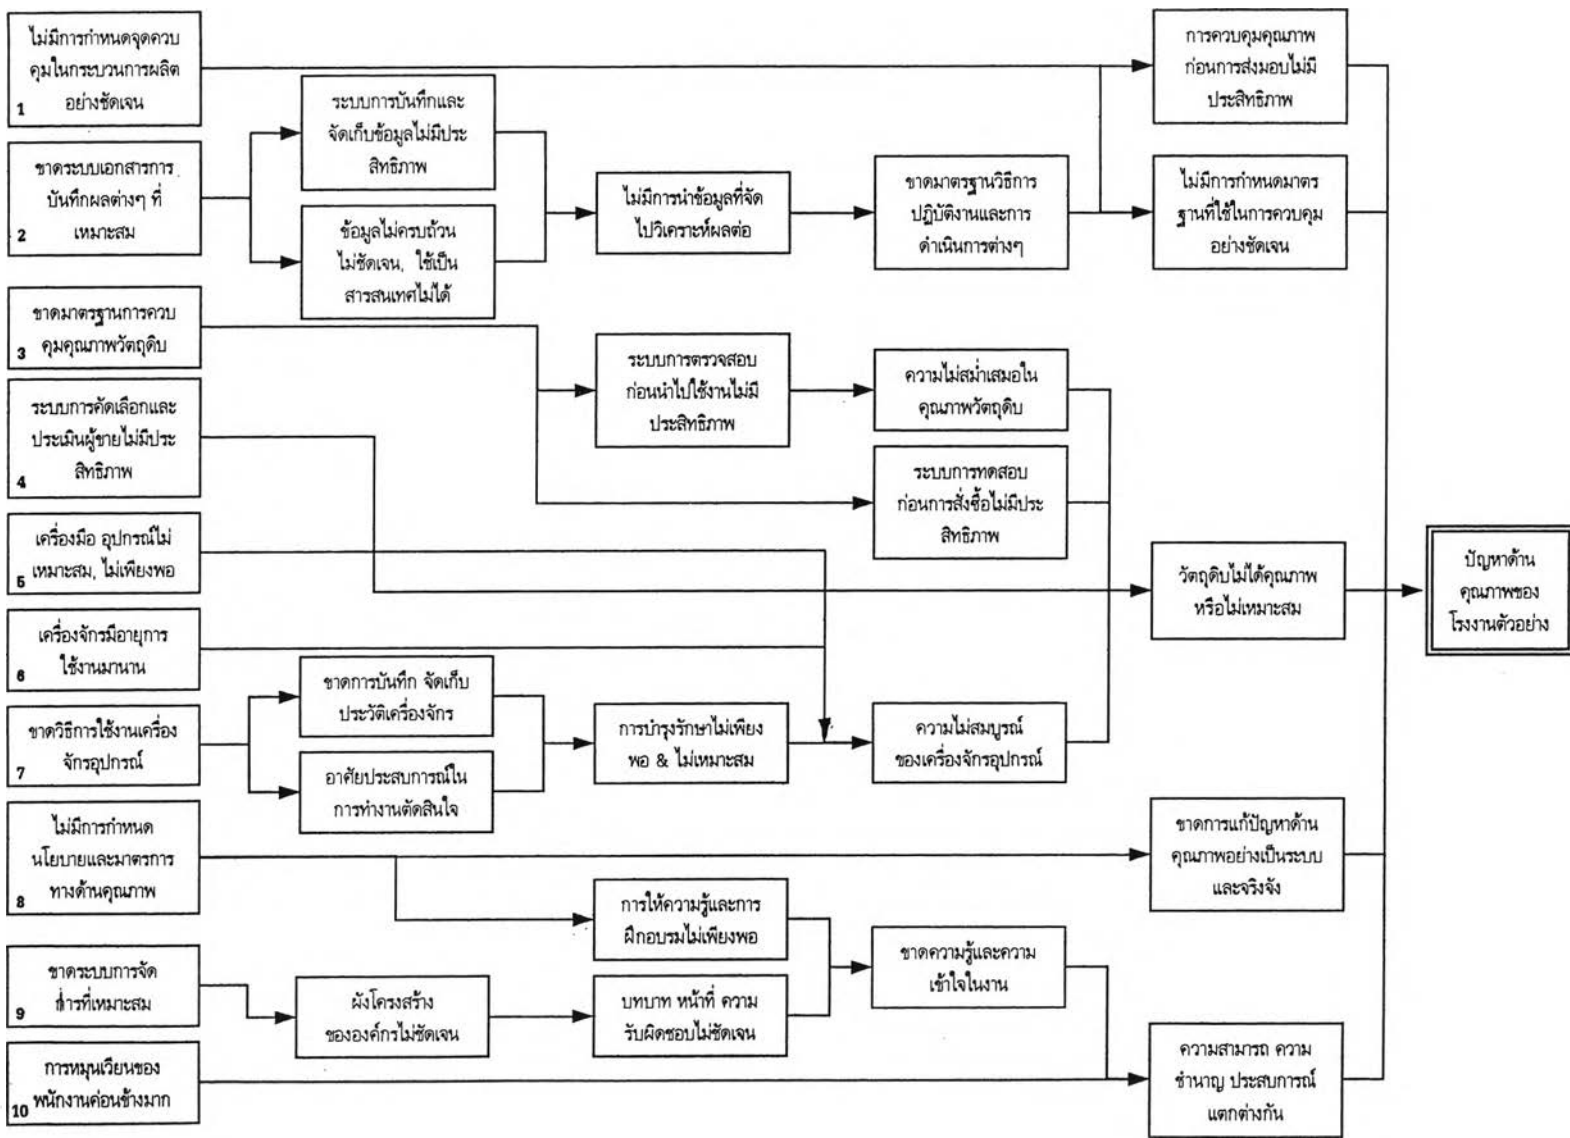 ไม่มีการกำหนดจุดควบ
คุมในกระบวนการผลิต
1 อย่างชัดเจน
ขาดระบบเอกสารการ
บันทึกผลต่างๆ ที่
2 เหมาะสม
ขาดมาตรฐานการควบ
3 คุมคุณภาพวัตถุดิบ
ระบบการคัดเลือกและ
ประเมินผู้ขายไม่มีประ
4 สิทธิภาพ
เครื่องมือ อุปกรณ์ไม่
5 เหมาะสม, ไม่เพียงพอ
เครื่องจักรมีอายุการ
6 ใช้งานมานาน
ขาดวิธีการใช้งานเครื่อง
7 จักรอุปกรณ์
ไม่มีการกำหนด
นโยบายและมาตรการ
8 ทางด้านคุณภาพ
ขาดระบบการจัด
9 การที่เหมาะสม
การหมุนเวียนของ
10 พนักงานค่อนข้างมาก
ระบบการบันทึกและ
จัดเก็บข้อมูลไม่มีประ
สิทธิภาพ
ข้อมูลไม่ครบถ้วน
ไม่ชัดเจน, ใช้เป็น
สารสนเทศไม่ได้
ขาดการบันทึก จัดเก็บ
ประวัติเครื่องจักร
อาศัยประสบการณ์ใน
การทำงานตัดสินใจ
ผังโครงสร้าง
ขององค์กรไม่ชัดเจน
ไม่มีการนำข้อมูลที่จัด
ไปวิเคราะห์ผลต่อ
ระบบการตรวจสอบ
ก่อนนำไปใช้งานไม่มี
ประสิทธิภาพ
การบำรุงรักษาไม่เพียง
พอ & ไม่เหมาะสม
การให้ความรู้และการ
ฝึกอบรมไม่เพียงพอ
บทบาท หน้าที่ ความ
รับผิดชอบไม่ชัดเจน
ขาดมาตรฐานวิธีการ
ปฏิบัติงานและการ
ดำเนินการต่างๆ
ความไม่สม่ำเสมอใน
คุณภาพวัตถุดิบ
ระบบการทดสอบ
ก่อนการสั่งซื้อไม่มีประ
สิทธิภาพ
ความไม่สมบูรณ์
ของเครื่องจักรอุปกรณ์
ขาดความรู้และความ
เข้าใจในงาน
การควบคุมคุณภาพ
ก่อนการส่งมอบไม่มี
ประสิทธิภาพ
ไม่มีการกำหนดมาตร
ฐานที่ใช้ในการควบคุม
อย่างชัดเจน
วัตถุดิบไม่ได้คุณภาพ
หรือไม่เหมาะสม
ขาดการแก้ปัญหาด้าน
คุณภาพอย่างเป็นระบบ
และจริงจัง
ความสามารถ ความ
ชำนาญ ประสบการณ์
แตกต่างกัน
ปัญหาด้าน
คุณภาพของ
โรงงานตัวอย่าง